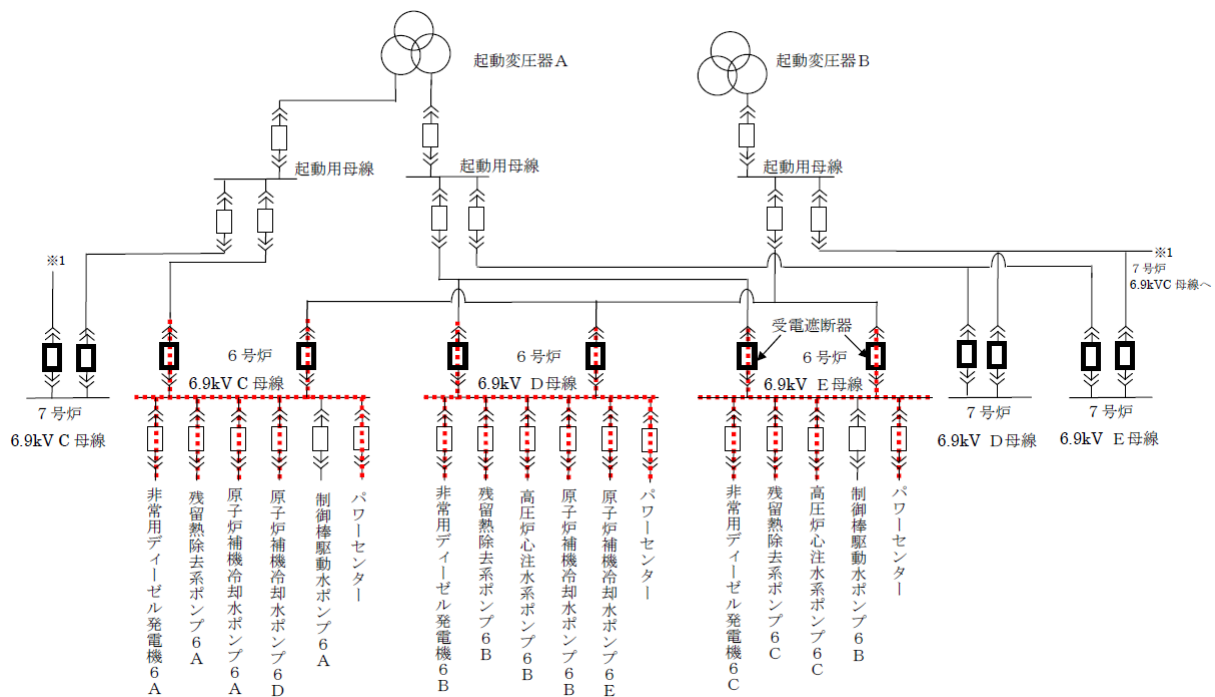 起動変圧器A
起動変圧器B
起動用母線
起動用母線
起動用母線
※1
※1
7号炉
6.9kVC 母線へ
受電遮断器
6号炉
6.9kV C 母線
6号炉
6.9kV D母線
6号炉
6.9kV E母線
7号炉
6.9kV C 母線
7号炉
6.9kV D母線
7号炉
6.9kV E母線
非常用ディーゼル発電機6A
残留熱除去系ポンプ6A
原子炉補機冷却水ポンプ6A
原子炉補機冷却水ポンプ6D
制御棒駆動水ポンプ6A
パワーセンター
非常用ディーゼル発電機6B
残留熱除去系ポンプ6B
高圧炉心注水系ポンプ6B
原子炉補機冷却水ポンプ6B
原子炉補機冷却水ポンプ6E
パワーセンター
非常用ディーゼル発電機6C
残留熱除去系ポンプ6C
高圧炉心注水系ポンプ6C
制御棒駆動水ポンプ6B
パワーセンター